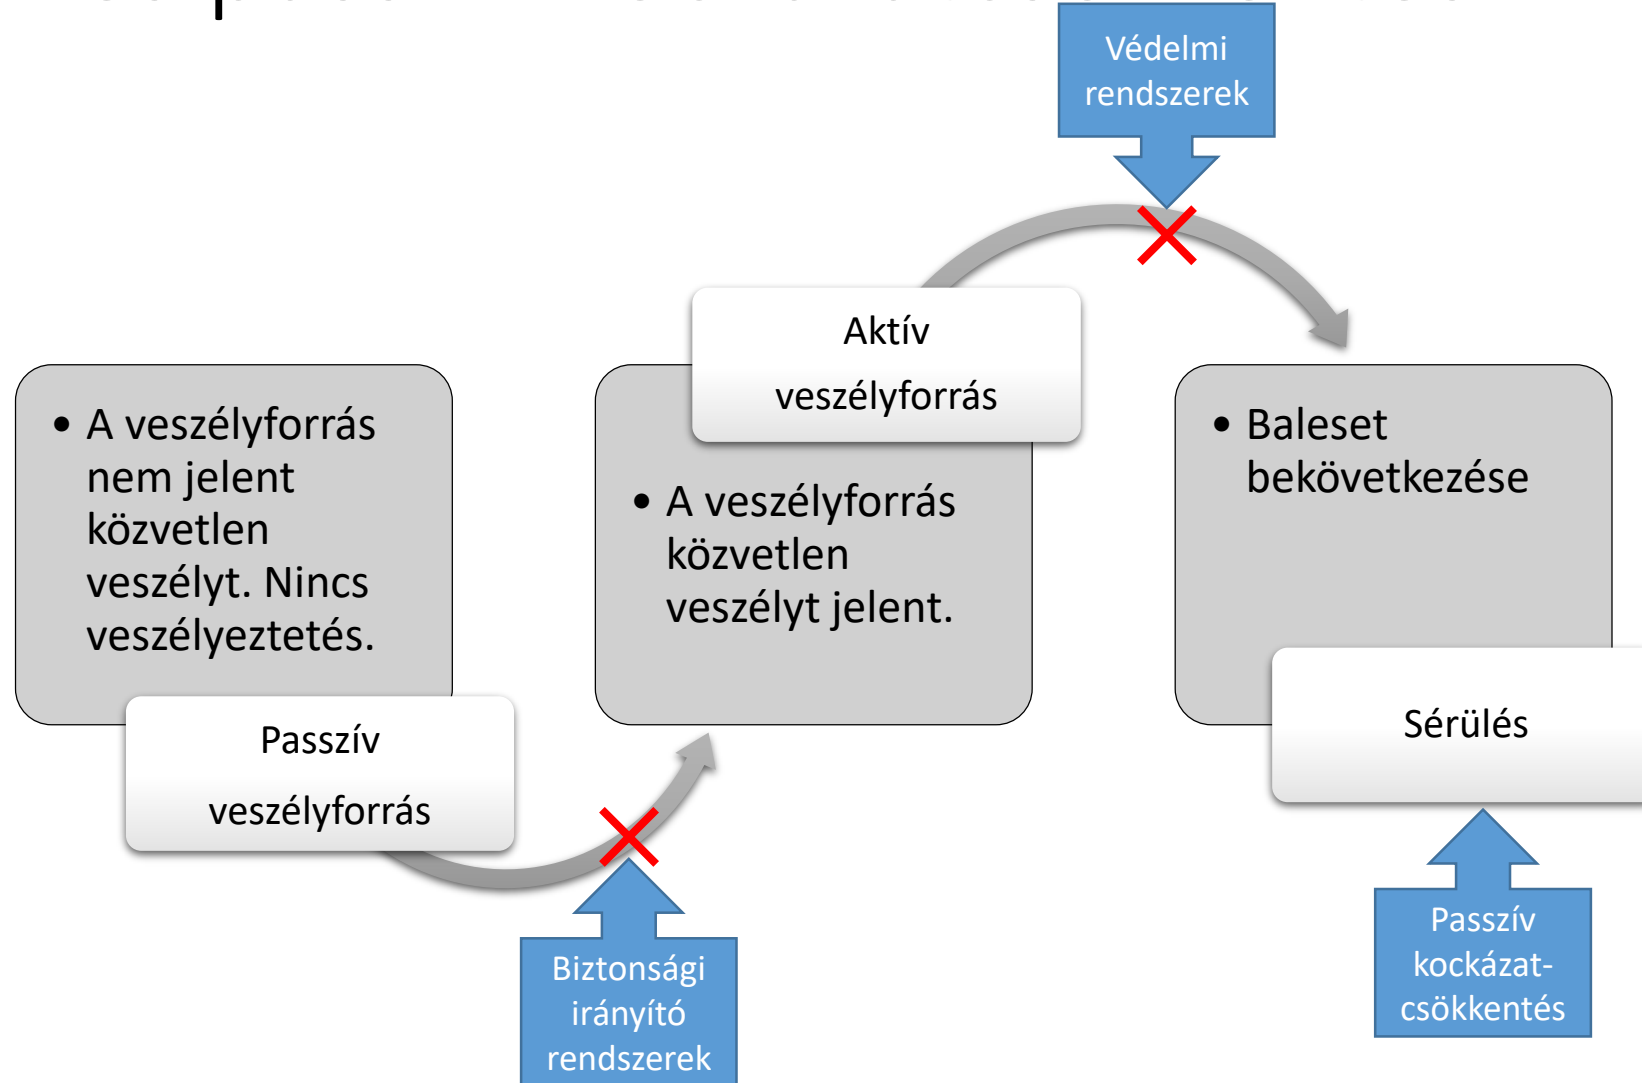 Védelmi
rendszerek
• A veszélyforrás
nem jelent
közvetlen
veszélyt. Nincs
veszélyeztetés.
Passzív
veszélyforrás
Aktív
veszélyforrás
• A veszélyforrás
közvetlen
veszélyt jelent.
• Baleset
bekövetkezése
Sérülés
Biztonsági
irányító
rendszerek
Passzív
kockázat-
csökkentés